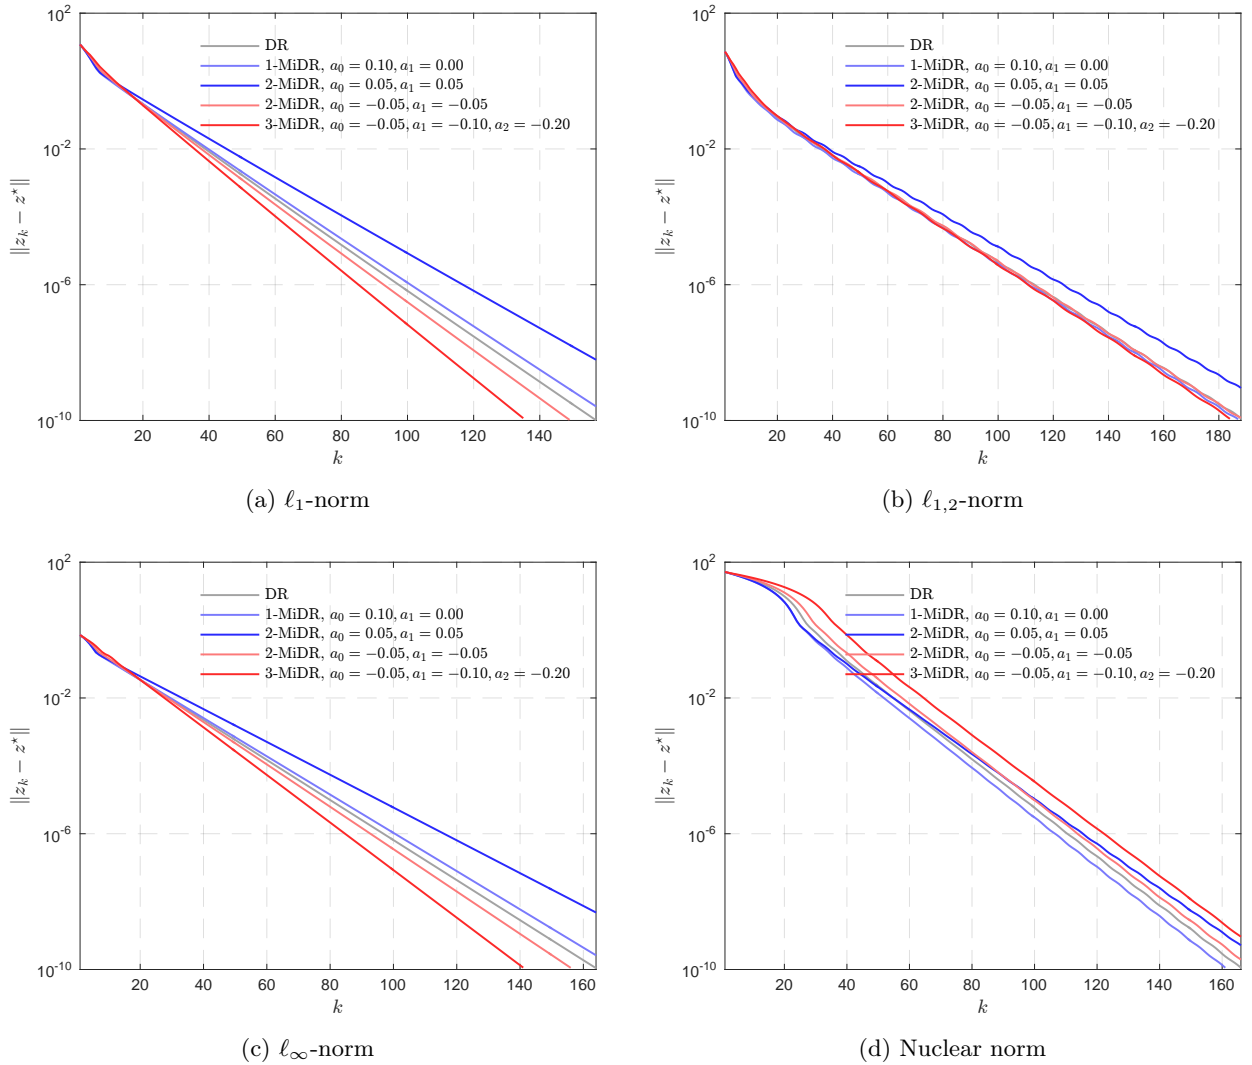 10^2
10^-2
10^-6
10^-10
‖z_k − z^⋆‖
DR
1-MiDR, a_0 = 0.10, a_1 = 0.00
2-MiDR, a_0 = 0.05, a_1 = 0.05
2-MiDR, a_0 = −0.05, a_1 = −0.05
3-MiDR, a_0 = −0.05, a_1 = −0.10, a_2 = −0.20
20 40 60 80 100 120 140
k
(a) ℓ_1-norm
10^2
10^-2
10^-6
10^-10
‖z_k − z^⋆‖
DR
1-MiDR, a_0 = 0.10, a_1 = 0.00
2-MiDR, a_0 = 0.05, a_1 = 0.05
2-MiDR, a_0 = −0.05, a_1 = −0.05
3-MiDR, a_0 = −0.05, a_1 = −0.10, a_2 = −0.20
20 40 60 80 100 120 140 160 180
k
(b) ℓ_{1,2}-norm
10^2
10^-2
10^-6
10^-10
‖z_k − z^⋆‖
DR
1-MiDR, a_0 = 0.10, a_1 = 0.00
2-MiDR, a_0 = 0.05, a_1 = 0.05
2-MiDR, a_0 = −0.05, a_1 = −0.05
3-MiDR, a_0 = −0.05, a_1 = −0.10, a_2 = −0.20
20 40 60 80 100 120 140 160
k
(c) ℓ_∞-norm
10^2
10^-2
10^-6
10^-10
‖z_k − z^⋆‖
DR
1-MiDR, a_0 = 0.10, a_1 = 0.00
2-MiDR, a_0 = 0.05, a_1 = 0.05
2-MiDR, a_0 = −0.05, a_1 = −0.05
3-MiDR, a_0 = −0.05, a_1 = −0.10, a_2 = −0.20
20 40 60 80 100 120 140 160
k
(d) Nuclear norm